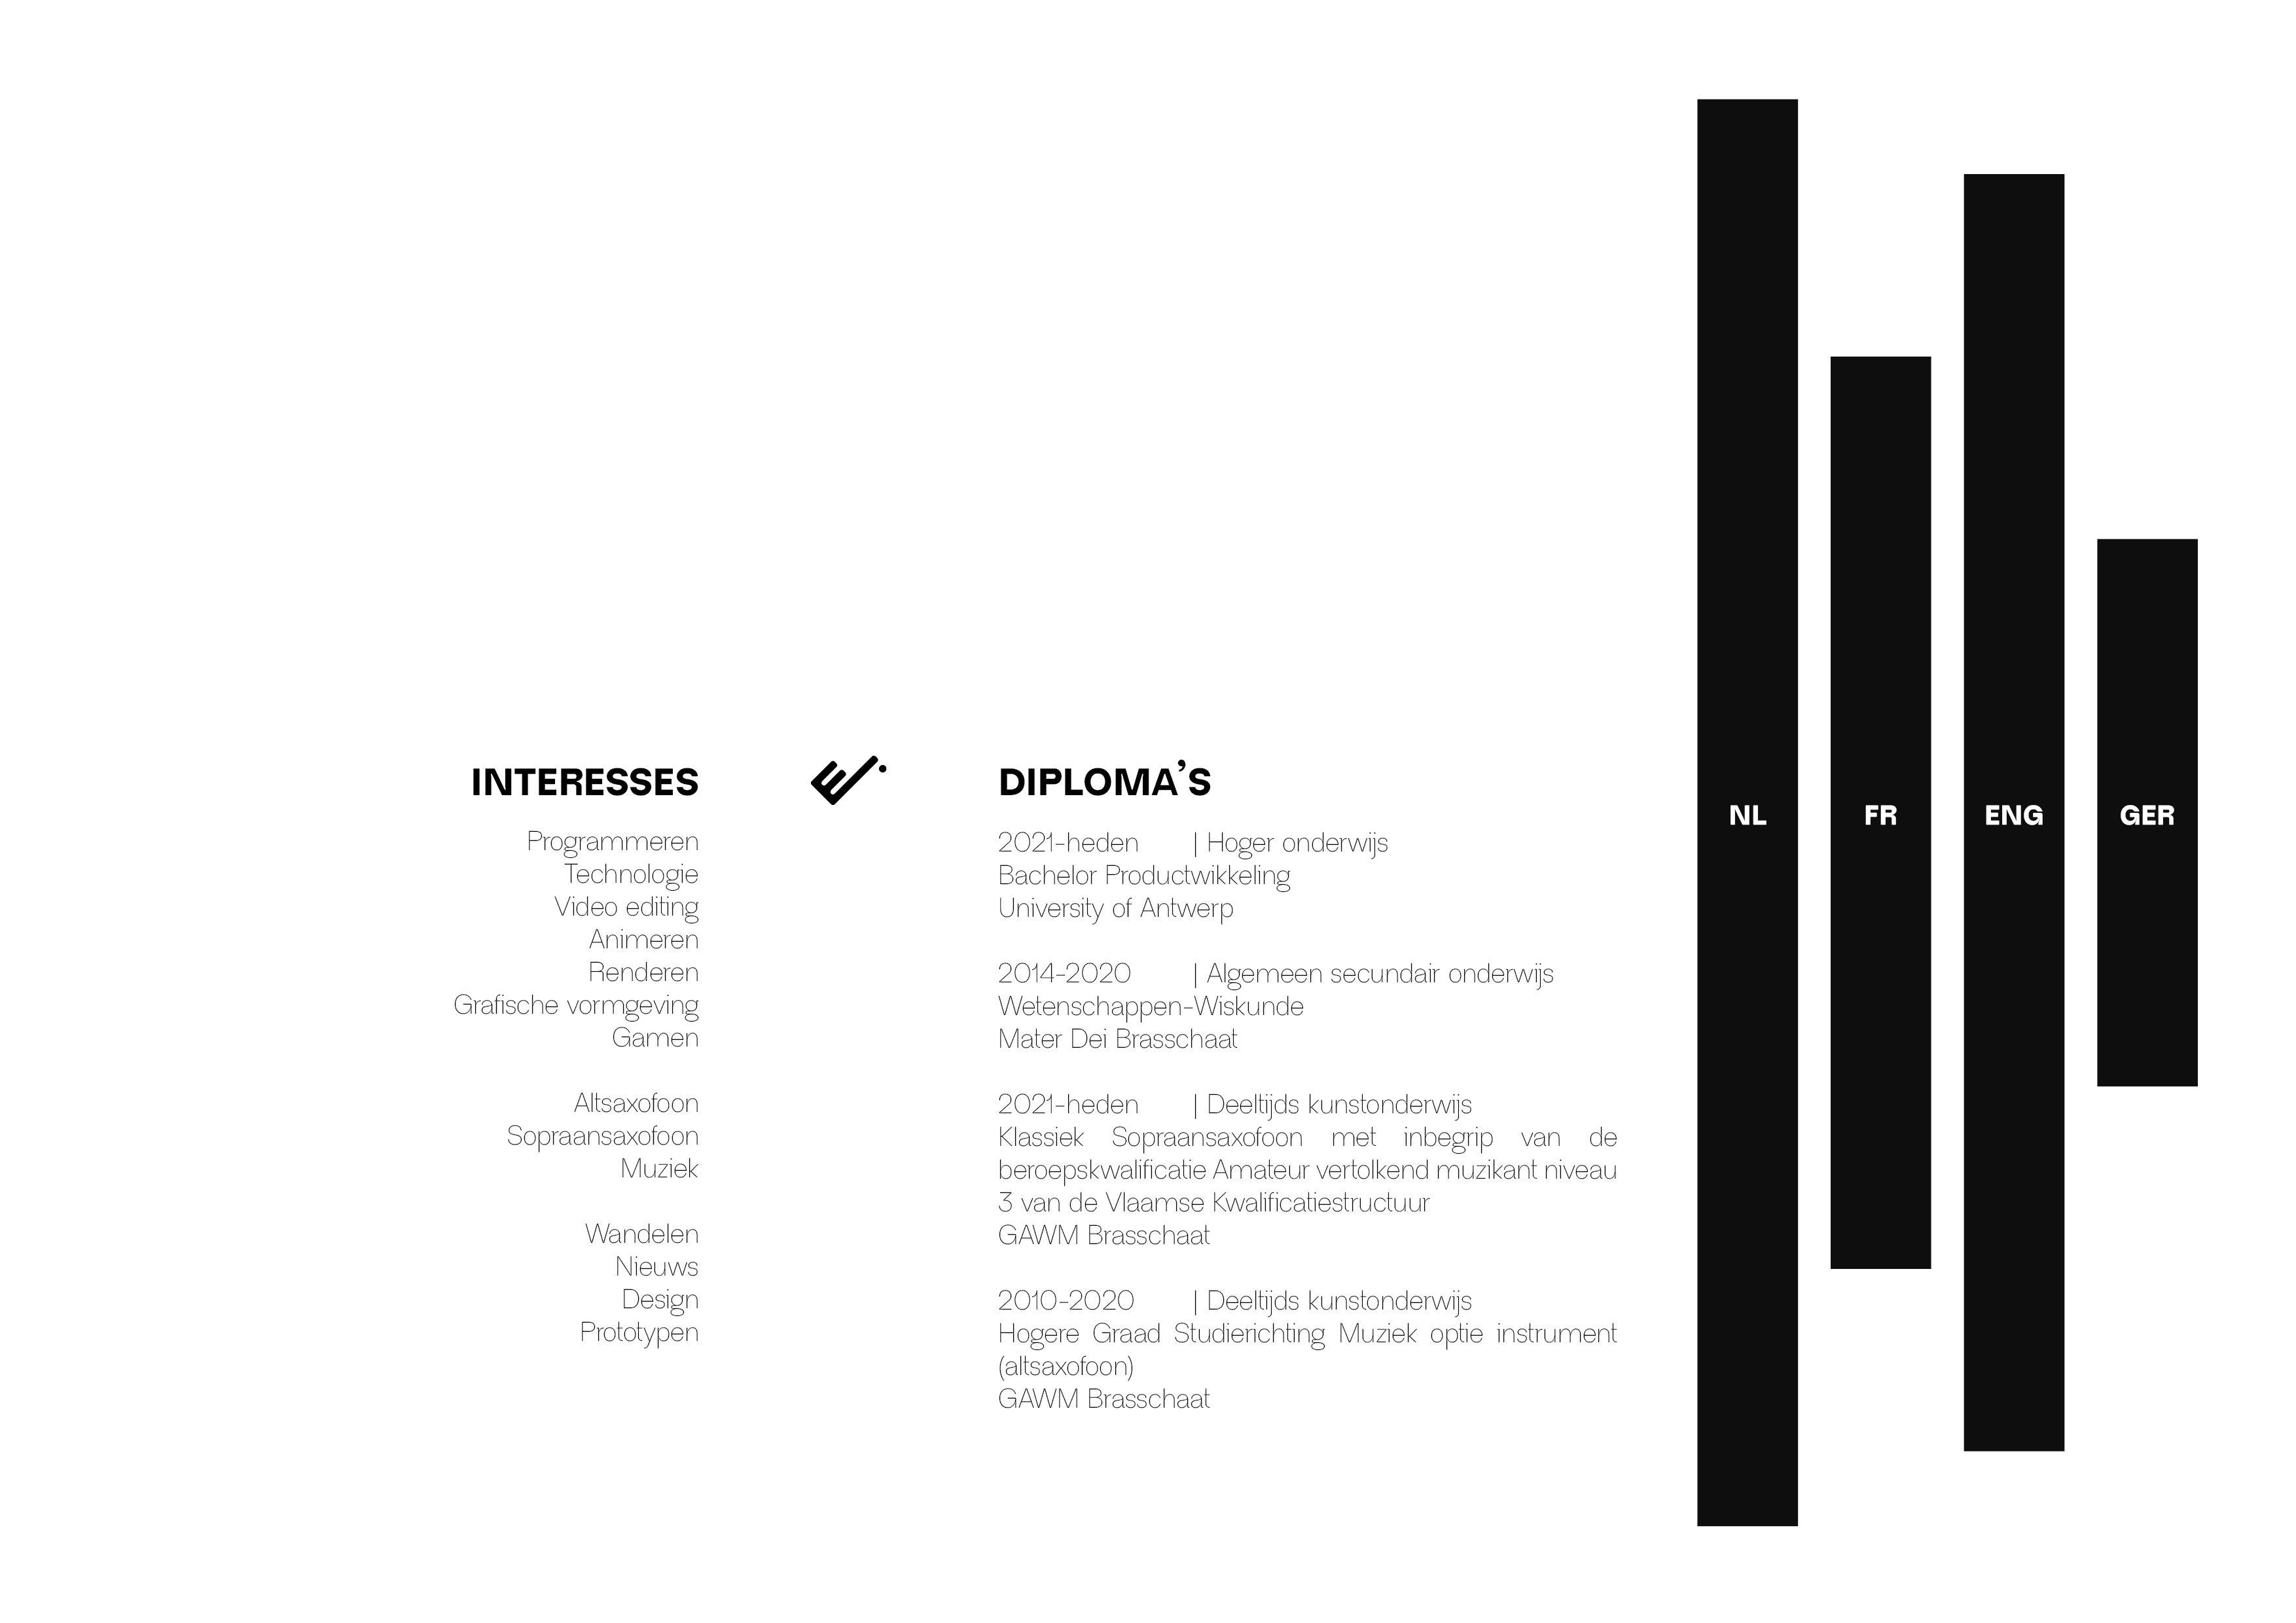 INTERESSES
Programmeren
Technologie
Video editing
Animeren
Renderen
Grafische vormgeving
Gamen
Altsaxofoon
Sopraansaxofoon
Muziek
Wandelen
Nieuws
Design
Prototypen
DIPLOMA'S
2021-heden | Hoger onderwijs
Bachelor Productwikkeling
University of Antwerp
2014-2020 | Algemeen secundair onderwijs
Wetenschappen-Wiskunde
Mater Dei Brasschaat
2021-heden | Deeltijds kunstonderwijs
Klassiek Sopraansaxofoon met inbegrip van de
beroepskwalificatie Amateur vertolkend muzikant niveau
3 van de Vlaamse Kwalificatiestructuur
GAWM Brasschaat
2010-2020 | Deeltijds kunstonderwijs
Hogere Graad Studierichting Muziek optie instrument
(altsaxofoon)
GAWM Brasschaat
NL
FR
ENG
GER